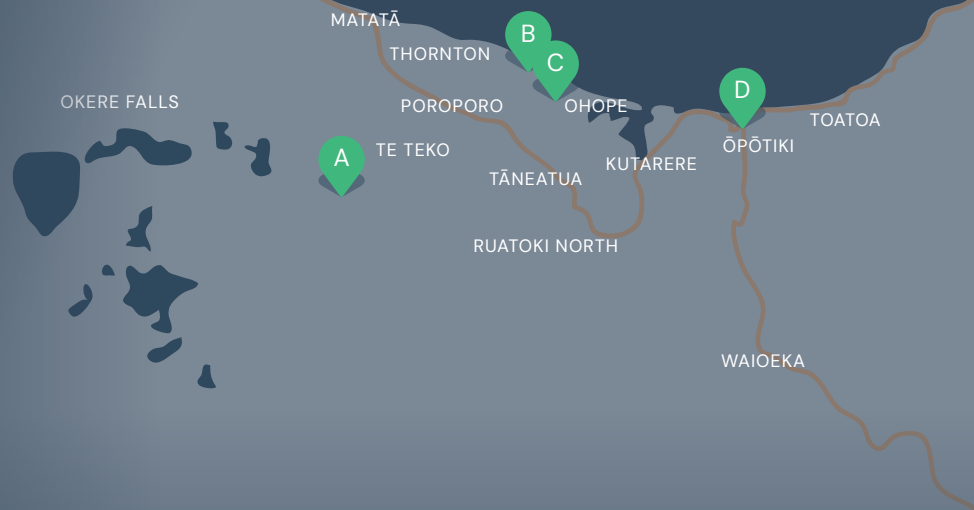 MATATĀ
B
THORNTON
C
D
OKERE FALLS
POROPORO
OHOPE
TOATOA
A
TE TEKO
ŌPŌTIKI
KUTARERE
TĀNEATUA
RUATOKI NORTH
WAIOEKA